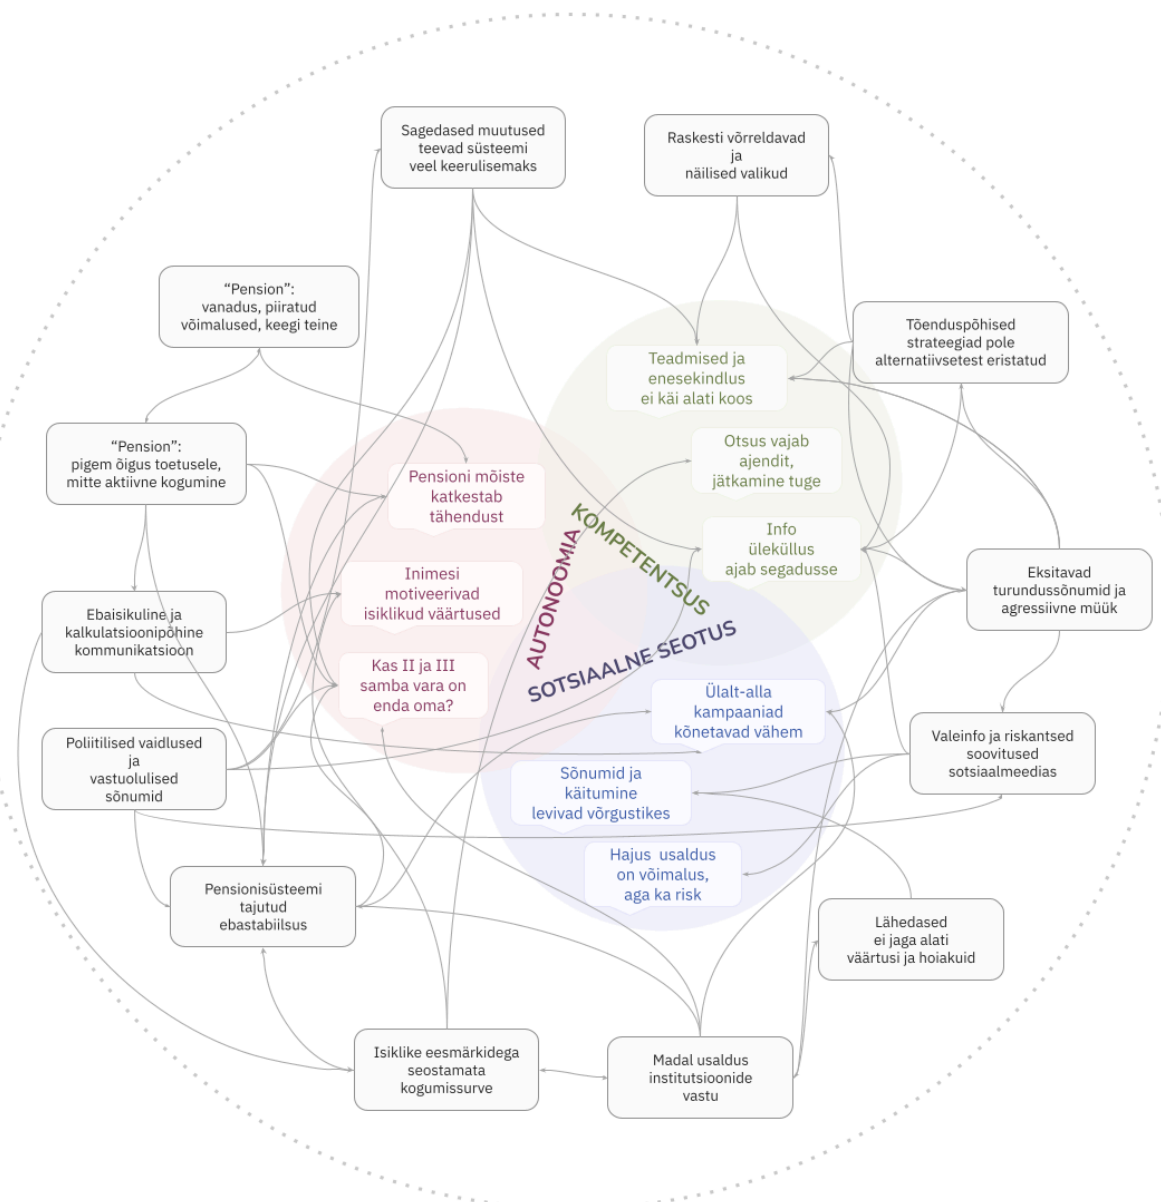 Sagedased muutused
teevad süsteemi
veel keerulisemaks
Raskesti võrreldavad
ja
näilised valikud
“Pension”:
vanadus, piiratud
võimalused, keegi teine
Tõenduspõhised
strateegiad pole
alternatiivsetest eristatud
Teadmised ja
enesekindlus
ei käi alati koos
“Pension”:
pigem õigus toetusele,
mitte aktiivne kogumine
Otsus vajab
ajendit,
jätkamine tuge
Pensioni mõiste
katkestab
tähendust
Info
üleküllus
ajab segadusse
KOMPETENTSUS
AUTONOOMIA
SOTSIAALNE SEOTUS
Inimesi
motiveerivad
isiklikud väärtused
Eksitavad
turundussõnumid ja
agressiivne müük
Ebaisikuline ja
kalkulatsioonipõhine
kommunikatsioon
Kas II ja III
samba vara on
enda oma?
Ülalt-alla
kampaaniad
kõnetavad vähem
Poliitilised vaidlused
ja
vastuolulised
sõnumid
Valeinfo ja riskantsed
soovitused
sotsiaalmeedias
Sõnumid ja
käitumine
levivad võrgustikes
Hajus usaldus
on võimalus,
aga ka risk
Pensionisüsteemi
tajutud
ebastabiilsus
Lähedased
ei jaga alati
väärtusi ja hoiakuid
Isiklike eesmärkidega
seostamata
kogumissurve
Madal usaldus
institutsioonide
vastu